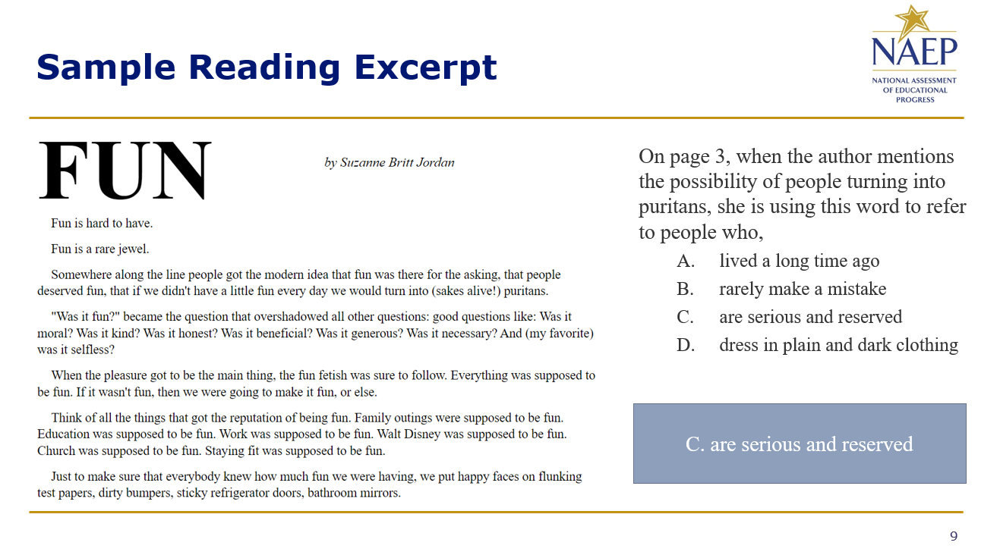 Sample Reading Excerpt
NAEP
NATIONAL ASSESSMENT
OF EDUCATIONAL
PROGRESS
FUN
by Suzanne Britt Jordan
Fun is hard to have.
Fun is a rare jewel.
Somewhere along the line people got the modern idea that fun was there for the asking, that people
deserved fun, that if we didn't have a little fun every day we would turn into (sakes alive!) puritans.
"Was it fun?" became the question that overshadowed all other questions: good questions like: Was it
moral? Was it kind? Was it honest? Was it beneficial? Was it generous? Was it necessary? And (my favorite)
was it selfless?
When the pleasure got to be the main thing, the fun fetish was sure to follow. Everything was supposed to
be fun. If it wasn't fun, then we were going to make it fun, or else.
Think of all the things that got the reputation of being fun. Family outings were supposed to be fun.
Education was supposed to be fun. Work was supposed to be fun. Walt Disney was supposed to be fun.
Church was supposed to be fun. Staying fit was supposed to be fun.
Just to make sure that everybody knew how much fun we were having, we put happy faces on flunking
test papers, dirty bumpers, sticky refrigerator doors, bathroom mirrors.
On page 3, when the author mentions
the possibility of people turning into
puritans, she is using this word to refer
to people who,
A. lived a long time ago
B. rarely make a mistake
C. are serious and reserved
D. dress in plain and dark clothing
C. are serious and reserved
9